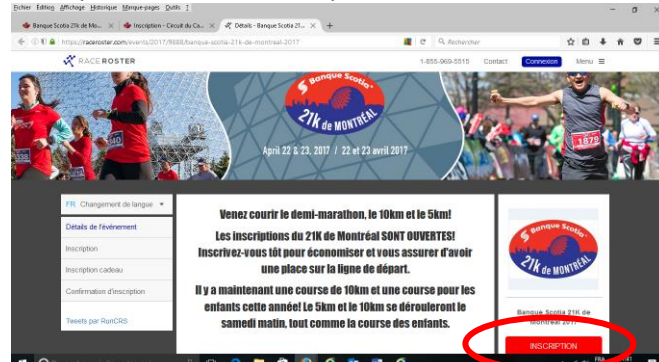 Fichier Edition Affichage Historique Marque-pages Outils ?
Banque Scotia 21k de Mo...
Inscription - Circuit du Ca...
Détails - Banque Scotia 21...
https://raceroster.com/events/2017/9688/banque-scotia-21k-de-montreal-2017
Rechercher
RACE ROSTER
1-855-969-5515
Contact
Connexion
Menu
Banque Scotia
21k de MONTRÉAL
April 22 & 23, 2017 / 22 et 23 avril 2017
1879
FR Changement de langue
Détails de l'événement
Inscription
Inscription cadeau
Confirmation d'inscription
Tweets per RunCRS
Venez courir le demi-marathon, le 10km et le 5km!
Les inscriptions du 21K de Montréal SONT OUVERTES!
Inscrivez-vous tôt pour économiser et vous assurer d'avoir
une place sur la ligne de départ.
Il y a maintenant une course de 10km et une course pour les
enfants cette année! Le 5km et le 10km se dérouleront le
samedi matin, tout comme la course des enfants.
Banque Scotia
21k de MONTRÉAL
Banque Scotia 21K de
Montréal 2017
INSCRIPTION
FRA